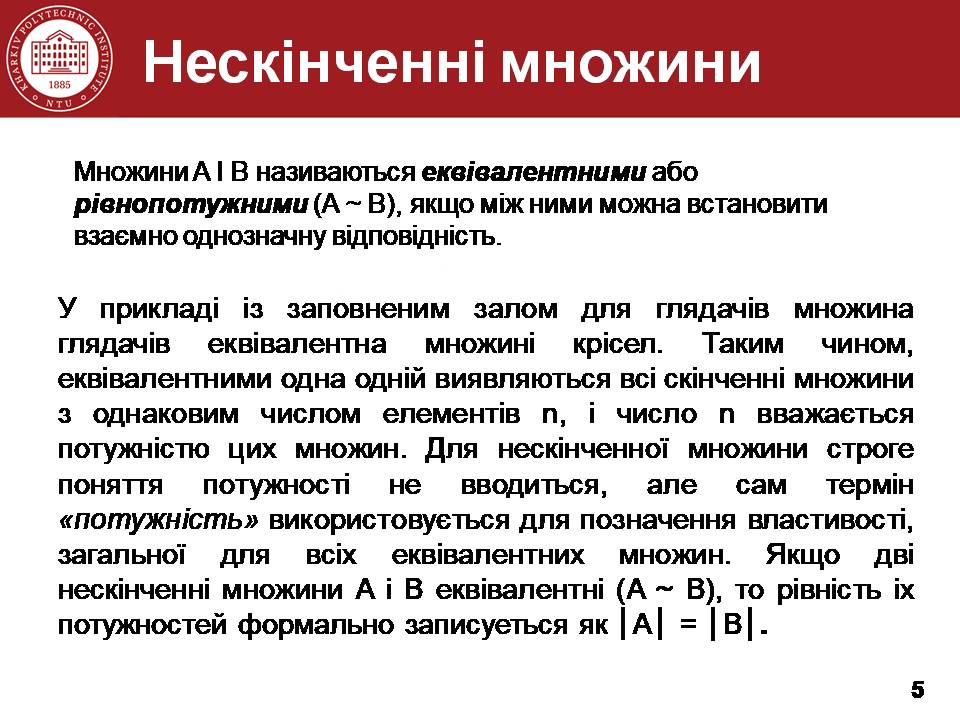 KHARKIV POLYTECHNIC INSTITUTE
1885
NTU
Нескінченні множини
Множини А І В називаються еквівалентними або
рівнопотужними (А ~ В), якщо між ними можна встановити
взаємно однозначну відповідність.
У прикладі із заповненим залом для глядачів множина
глядачів еквівалентна множині крісел. Таким чином,
еквівалентними одна одній виявляються всі скінченні множини
з однаковим числом елементів n, і число n вважається
потужністю цих множин. Для нескінченної множини строге
поняття потужності не вводиться, але сам термін
«потужність» використовується для позначення властивості,
загальної для всіх еквівалентних множин. Якщо дві
нескінченні множини А і В еквівалентні (А ~ В), то рівність іх
потужностей формально записуеться як |А| = |В|.
5